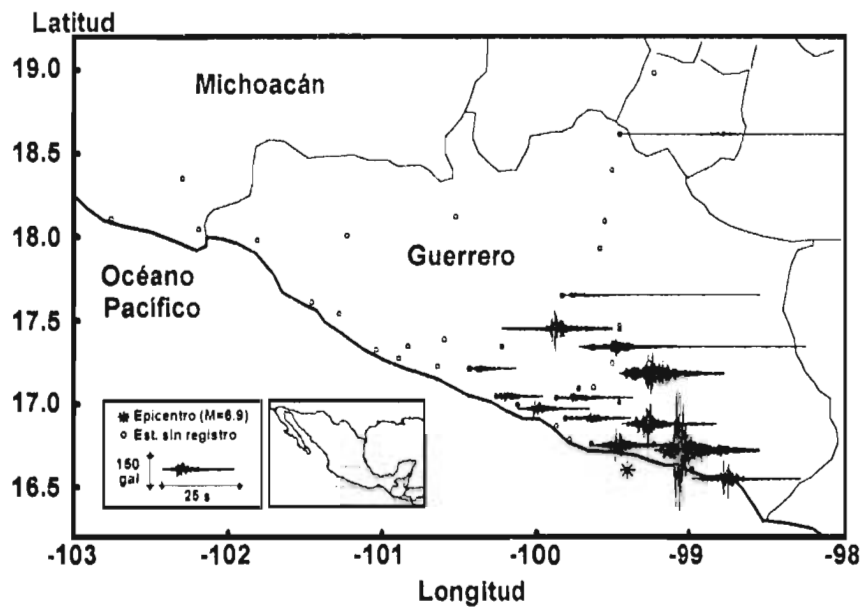 Latitud
19.0
18.5
18.0
17.5
17.0
16.5
Michoacán
Guerrero
Océano
Pacífico
Epicentro (M=6.9)
Est. sin registro
150
gal
25 s
-103
-102
-101
-100
-99
-98
Longitud